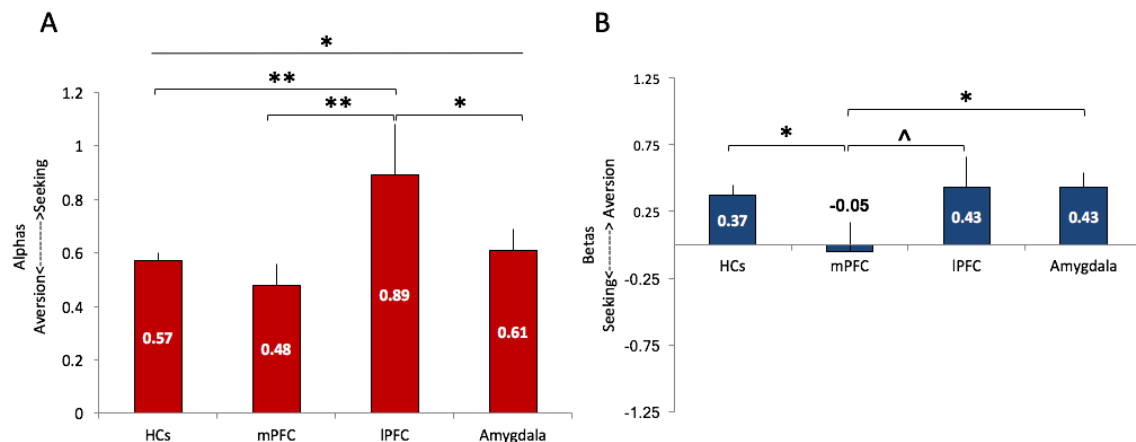 A
*
**
**
*
1.2
1
0.8
0.6
0.4
0.2
0
Alphas
Aversion<-------->Seeking
0.57
0.48
0.89
0.61
HCs
mPFC
lPFC
Amygdala
B
1.25
0.75
0.25
-0.25
-0.75
-1.25
Betas
Seeking<--------> Aversion
*
*
^
0.37
-0.05
0.43
0.43
HCs
mPFC
lPFC
Amygdala